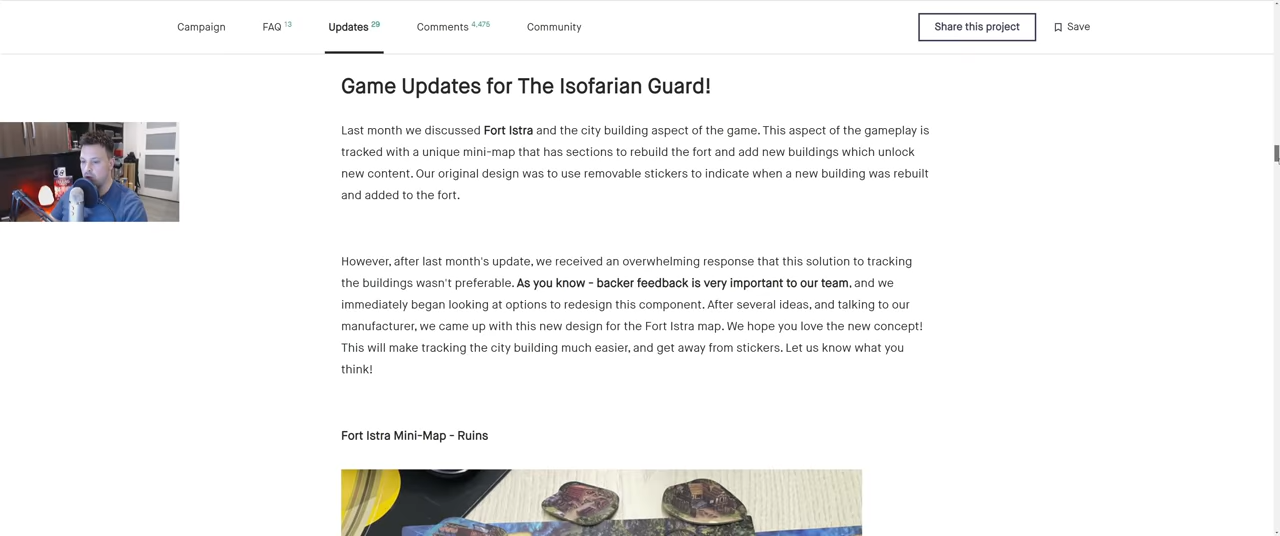 Campaign FAQ 13 Updates 29 Comments 4,475 Community Share this project Save
Game Updates for The Isofarian Guard!
Last month we discussed Fort Istra and the city building aspect of the game. This aspect of the gameplay is
tracked with a unique mini-map that has sections to rebuild the fort and add new buildings which unlock
new content. Our original design was to use removable stickers to indicate when a new building was rebuilt
and added to the fort.
However, after last month's update, we received an overwhelming response that this solution to tracking
the buildings wasn't preferable. As you know - backer feedback is very important to our team, and we
immediately began looking at options to redesign this component. After several ideas, and talking to our
manufacturer, we came up with this new design for the Fort Istra map. We hope you love the new concept!
This will make tracking the city building much easier, and get away from stickers. Let us know what you
think!
Fort Istra Mini-Map - Ruins